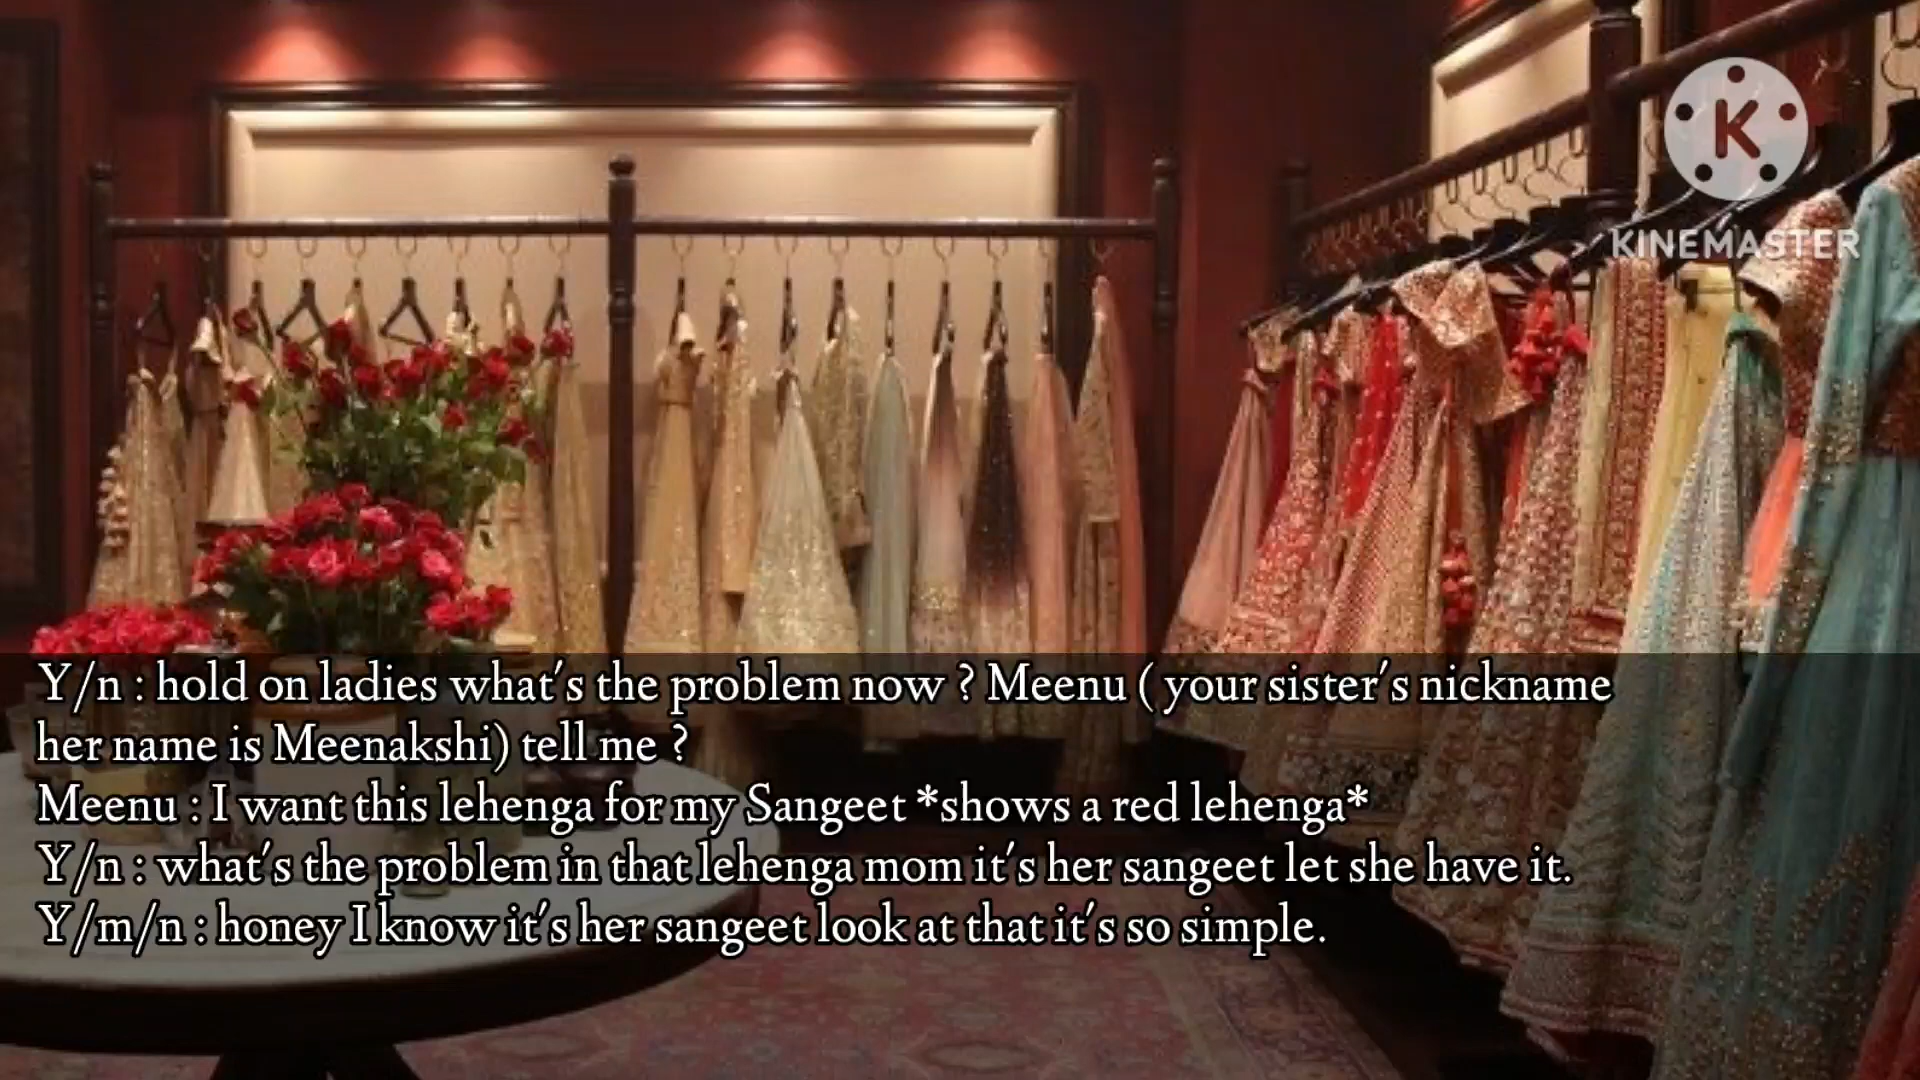 KINEMASTER
Y/n : hold on ladies what's the problem now ? Meenu ( your sister's nickname
her name is Meenakshi) tell me ?
Meenu : I want this lehenga for my Sangeet *shows a red lehenga*
Y/n : what's the problem in that lehenga mom it's her sangeet let she have it.
Y/m/n : honey I know it's her sangeet look at that it's so simple.